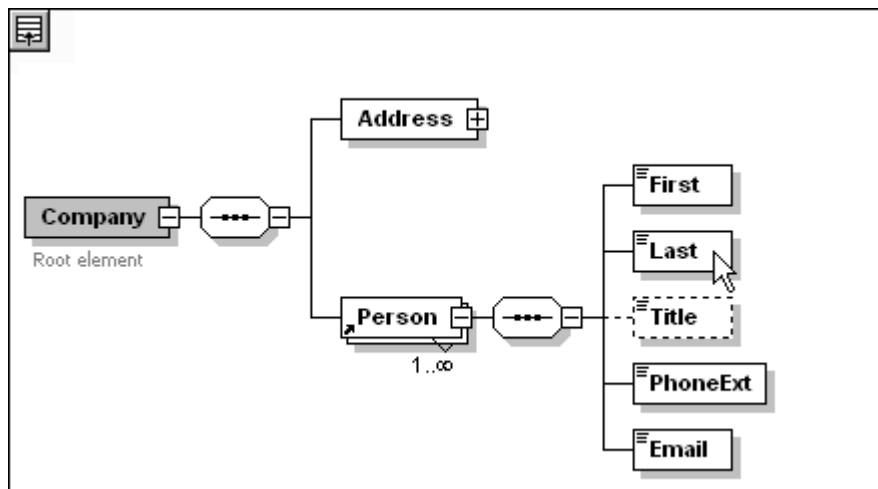 Address
First
Company
Root element
Last
Person
1..∞
Title
PhoneExt
Email